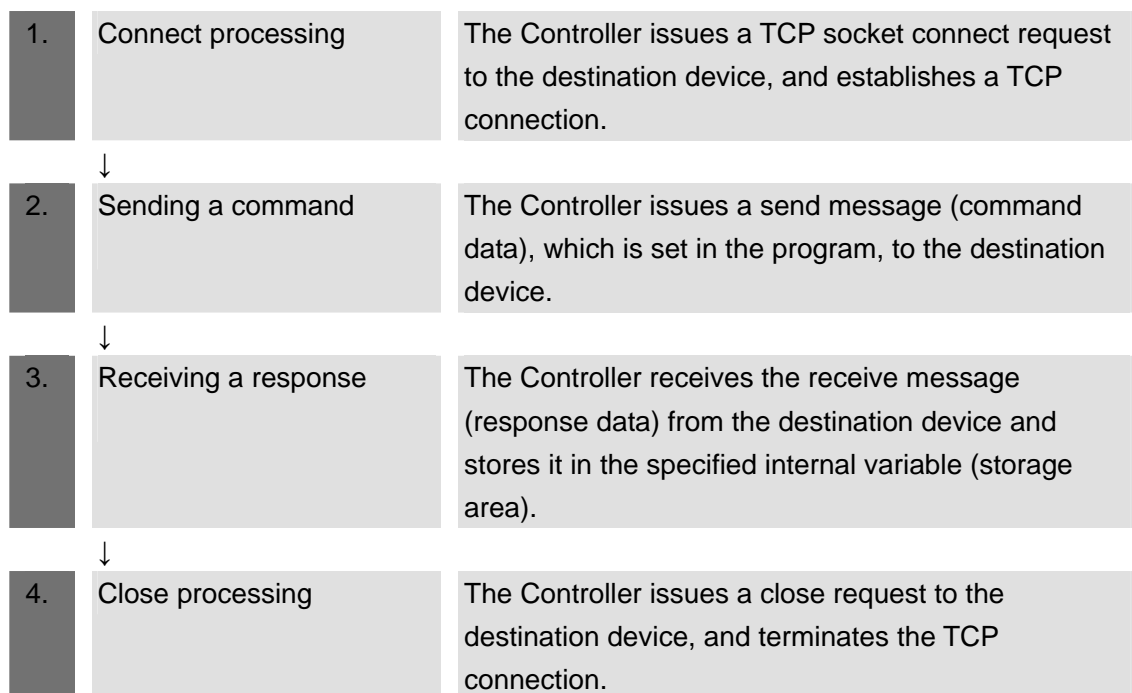 1. Connect processing The Controller issues a TCP socket connect request
to the destination device, and establishes a TCP
connection.
↓
2. Sending a command The Controller issues a send message (command
data), which is set in the program, to the destination
device.
↓
3. Receiving a response The Controller receives the receive message
(response data) from the destination device and
stores it in the specified internal variable (storage
area).
↓
4. Close processing The Controller issues a close request to the
destination device, and terminates the TCP
connection.